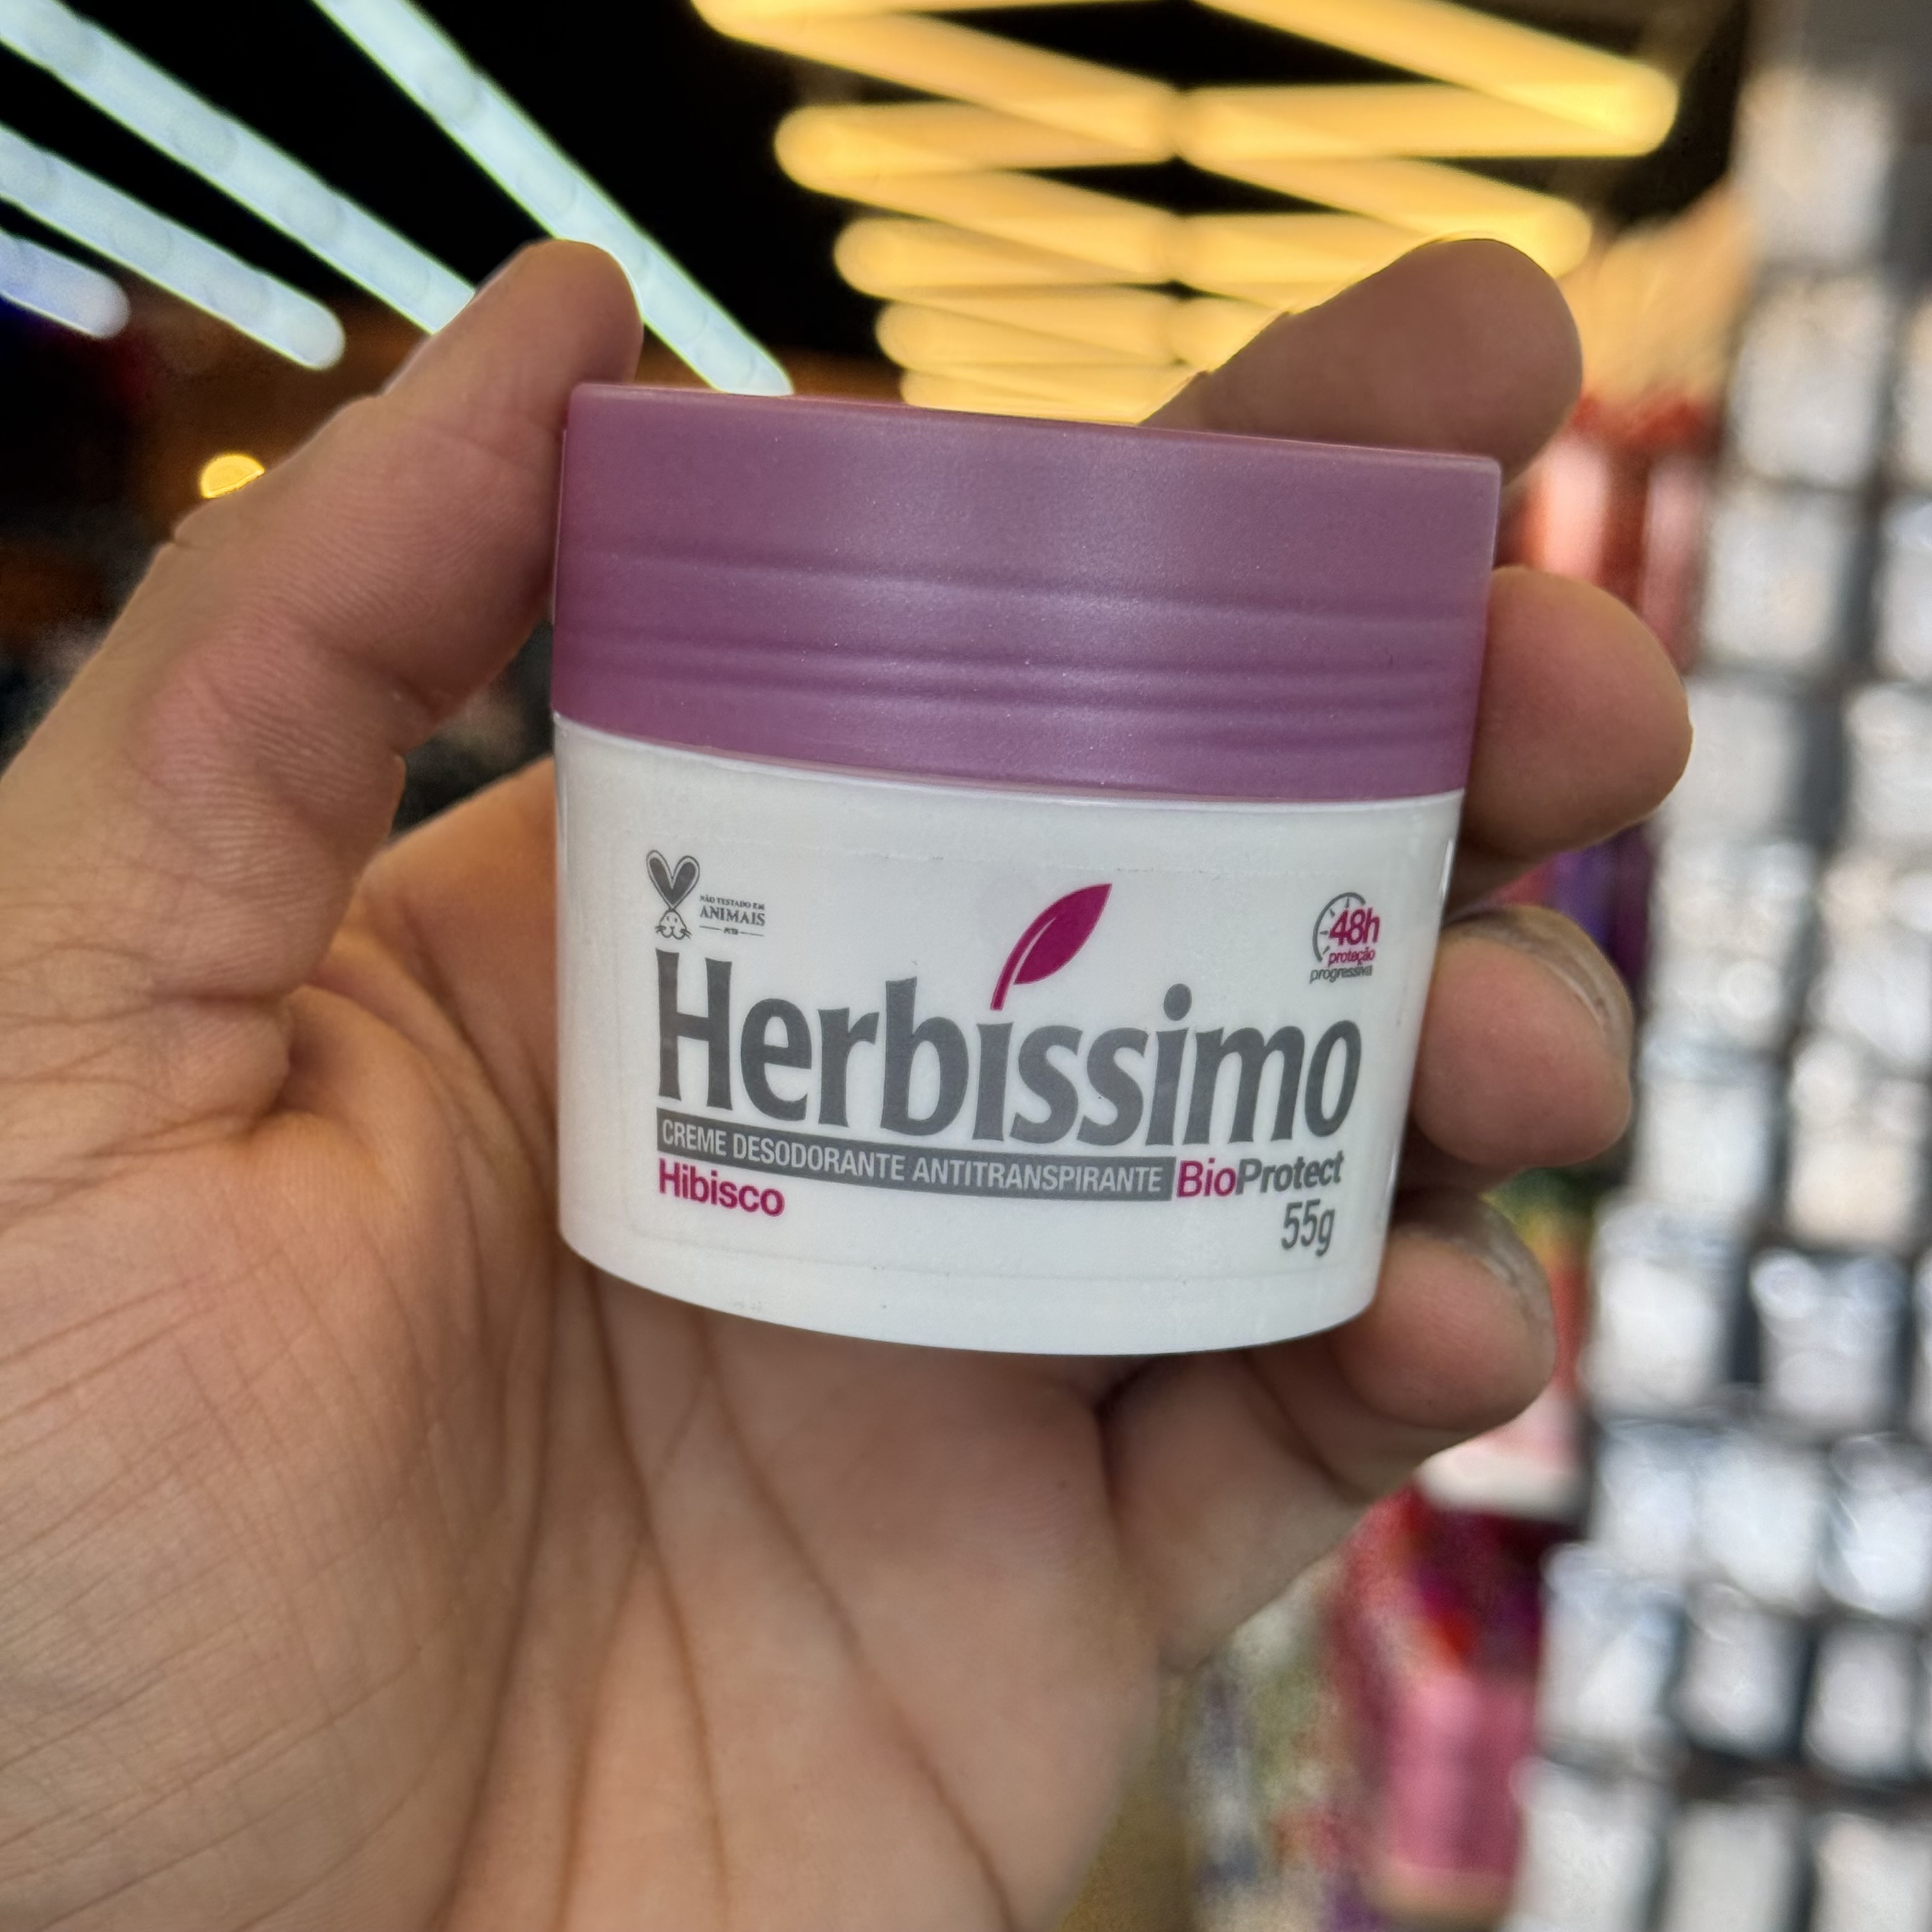 NÃO TESTADO EM
ANIMAIS
48h
proteção
progressiva
Herbíssimo
CREME DESODORANTE ANTITRANSPIRANTE BioProtect
Hibisco
55g